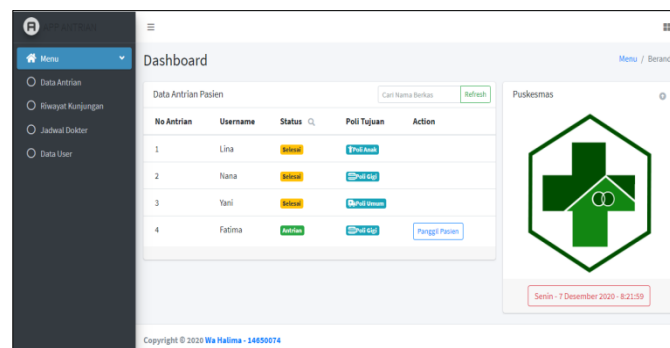 R APP ANTRIAN
Menu
Data Antrian
Riwayat Kunjungan
Jadwal Dokter
Data User
Dashboard
Menu / Berand
Data Antrian Pasien
Cari Nama Berkas Refresh
No Antrian Username Status Poli Tujuan Action
1 Lina Selesai Poli Anak
2 Nana Selesai Poli Gigi
3 Yani Selesai Poli Umum
4 Fatima Antrian Poli Gigi Panggil Pasien
Puskesmas
Senin - 7 Desember 2020 - 8:21:59
Copyright © 2020 Wa Halima - 14650074